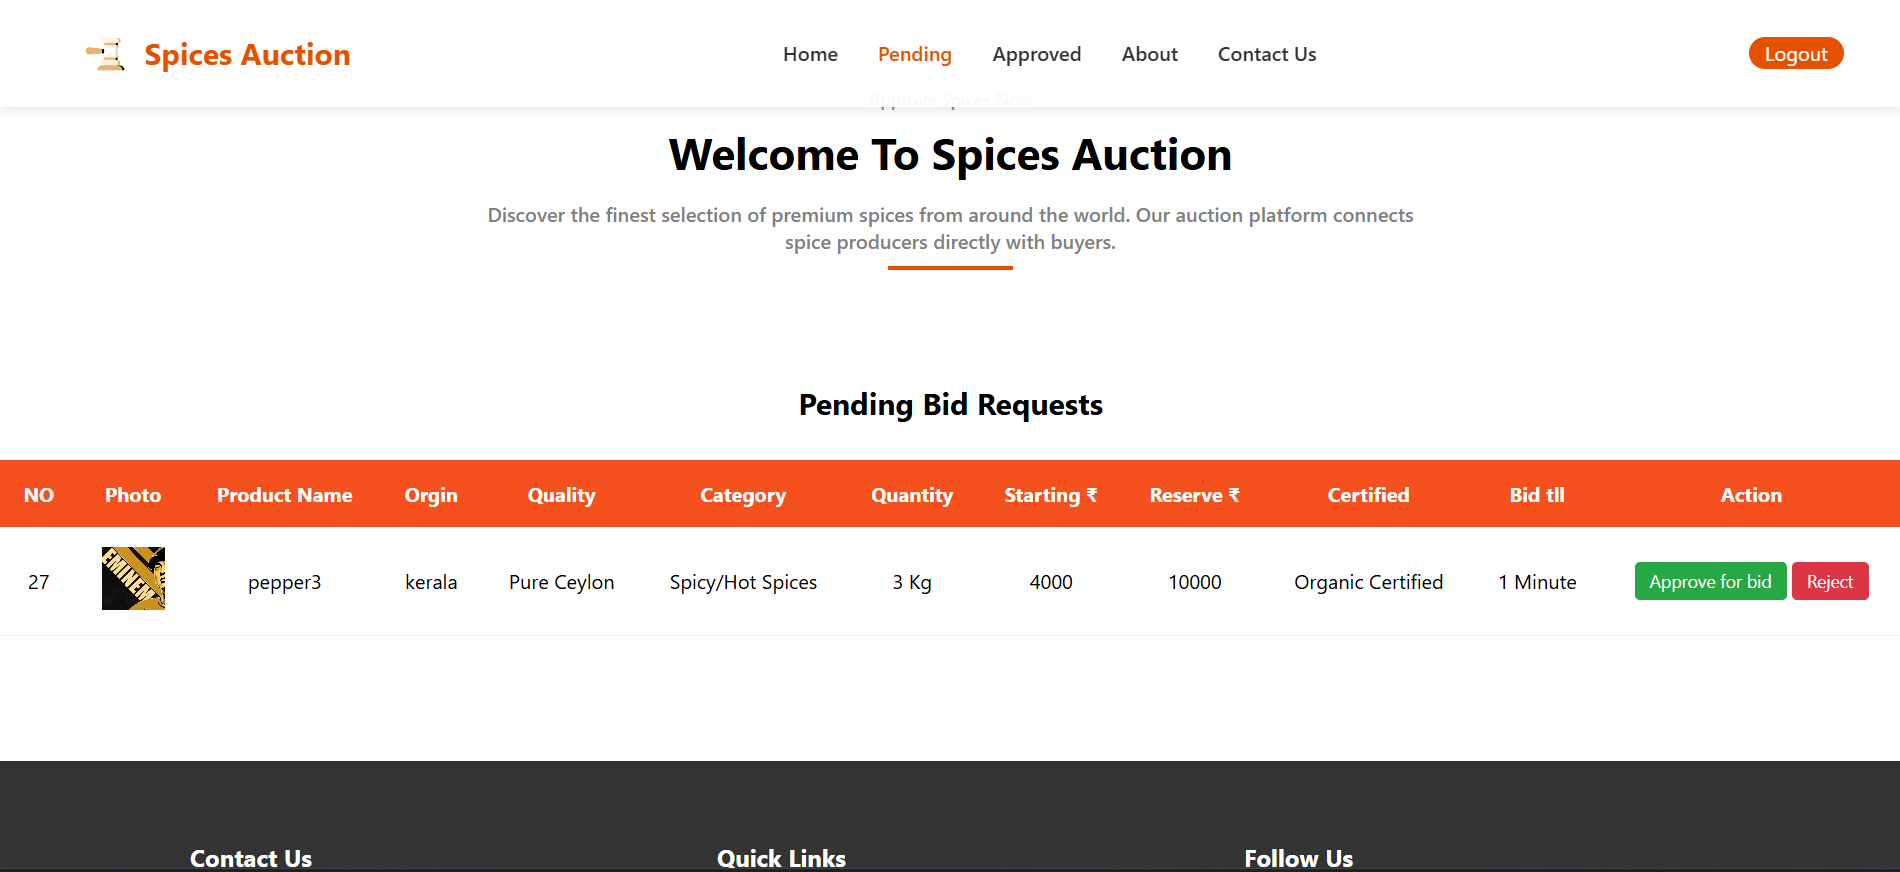 Spices Auction
Home Pending Approved About Contact Us
Logout
Approve Spices Now
Welcome To Spices Auction
Discover the finest selection of premium spices from around the world. Our auction platform connects
spice producers directly with buyers.
Pending Bid Requests
NO Photo Product Name Orgin Quality Category Quantity Starting ₹ Reserve ₹ Certified Bid tll Action
EMINEM
27 pepper3 kerala Pure Ceylon Spicy/Hot Spices 3 Kg 4000 10000 Organic Certified 1 Minute Approve for bid Reject
Contact Us Quick Links Follow Us